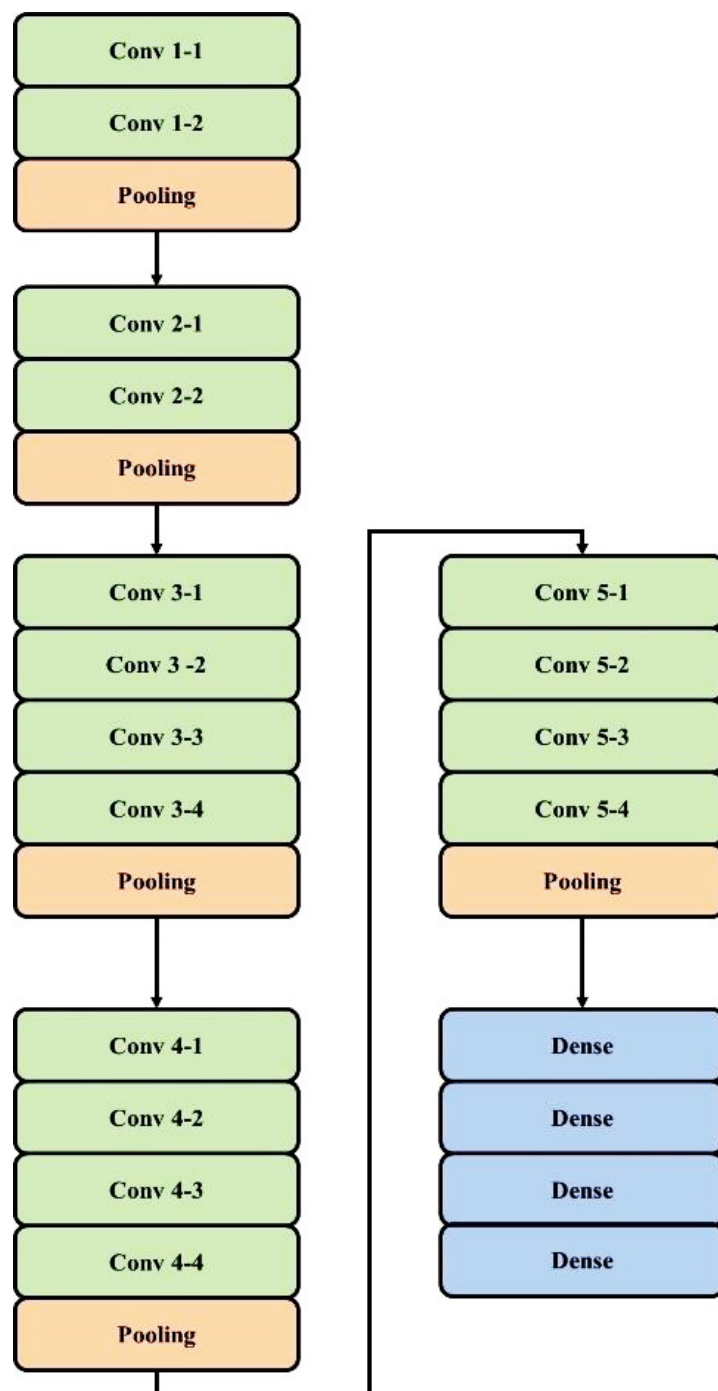 Conv 1-1
Conv 1-2
Pooling
Conv 2-1
Conv 2-2
Pooling
Conv 3-1
Conv 3 -2
Conv 3-3
Conv 3-4
Pooling
Conv 4-1
Conv 4-2
Conv 4-3
Conv 4-4
Pooling
Conv 5-1
Conv 5-2
Conv 5-3
Conv 5-4
Pooling
Dense
Dense
Dense
Dense